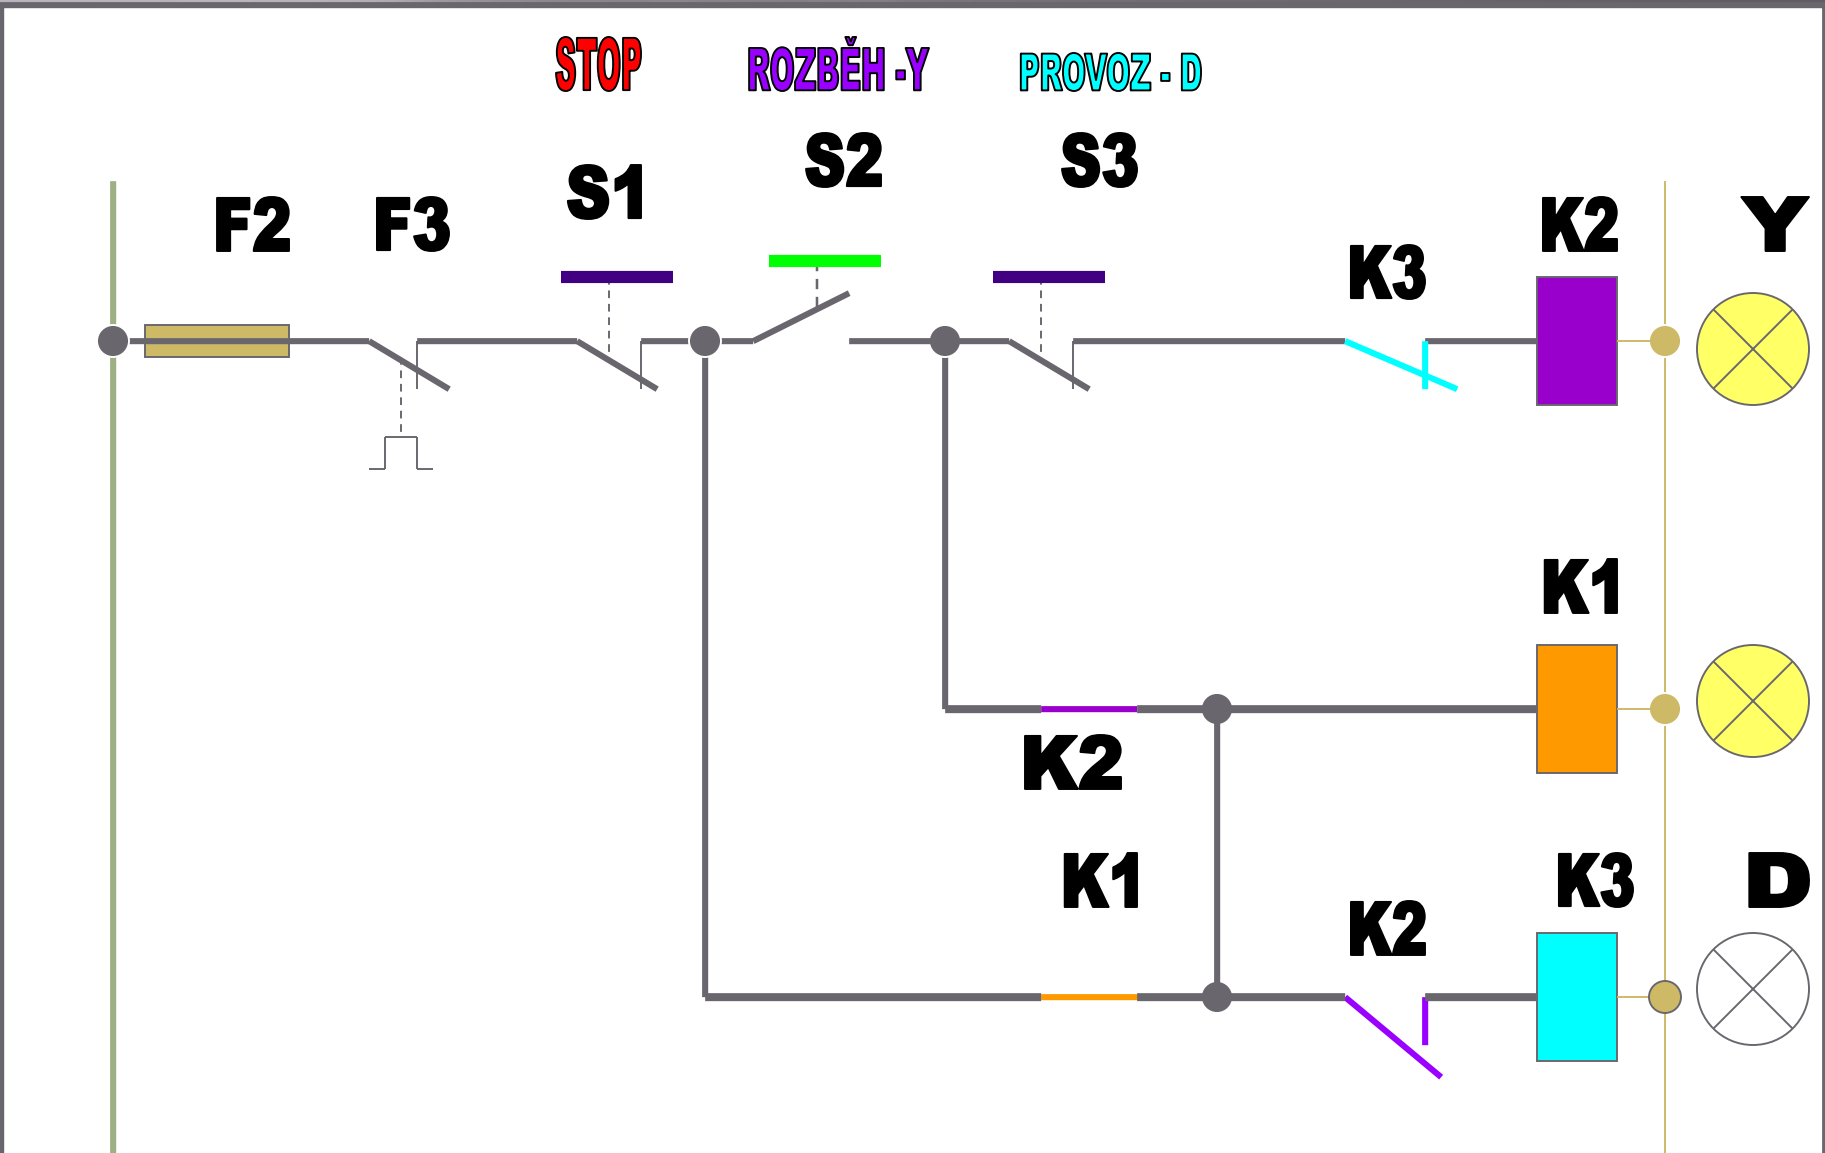 STOP
ROZBĚH -Y
PROVOZ - D
S1
S2
S3
F2
F3
K3
K2
Y
K1
K2
K1
K2
K3
D